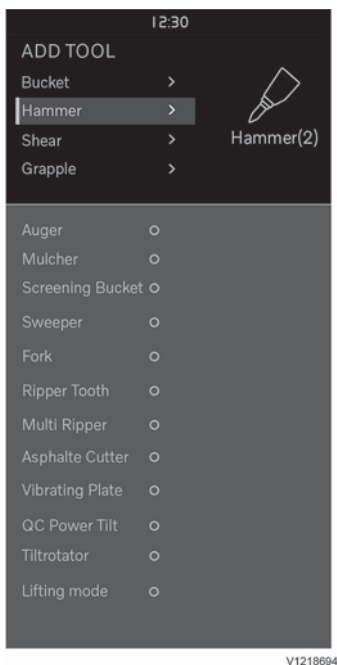 12:30
ADD TOOL
Bucket >
Hammer >
Hammer(2)
Shear >
Grapple >
Auger
Mulcher
Screening Bucket
Sweeper
Fork
Ripper Tooth
Multi Ripper
Asphalte Cutter
Vibrating Plate
QC Power Tilt
Tiltrotator
Lifting mode
V1218694